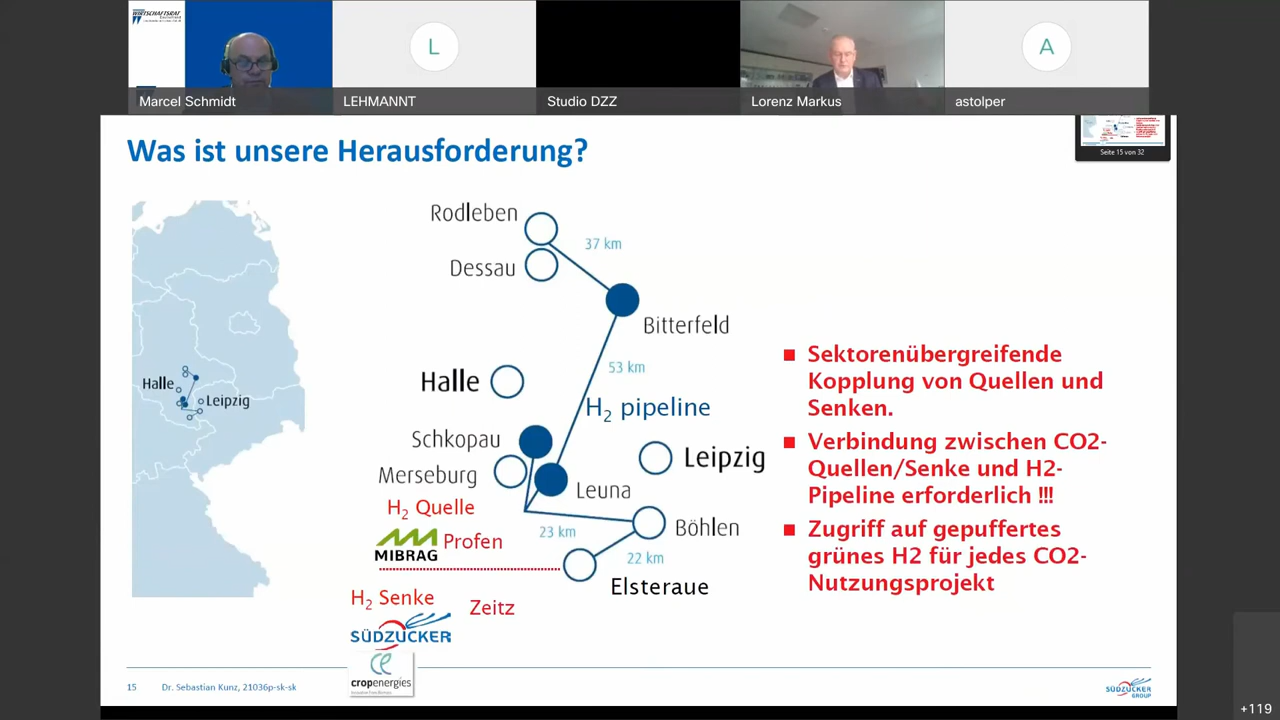 WIRTSCHAFTSRAT
Marcel Schmidt
L
LEHMANNT
Studio DZZ
Lorenz Markus
A
astolper
Was ist unsere Herausforderung?
Seite 15 von 32
Rodleben
37 km
Dessau
Bitterfeld
53 km
Halle
H₂ pipeline
Schkopau
Leipzig
Merseburg
Leuna
H₂ Quelle
23 km
Böhlen
MIBRAG Profen
22 km
Elsteraue
H₂ Senke
Zeitz
SÜDZUCKER
cropenergies
Halle
Leipzig
Sektorenübergreifende
Kopplung von Quellen und
Senken.
Verbindung zwischen CO2-
Quellen/Senke und H2-
Pipeline erforderlich !!!
Zugriff auf gepuffertes
grünes H2 für jedes CO2-
Nutzungsprojekt
15 Dr. Sebastian Kunz, 21036p-sk-sk
SÜDZUCKER
GROUP
+119